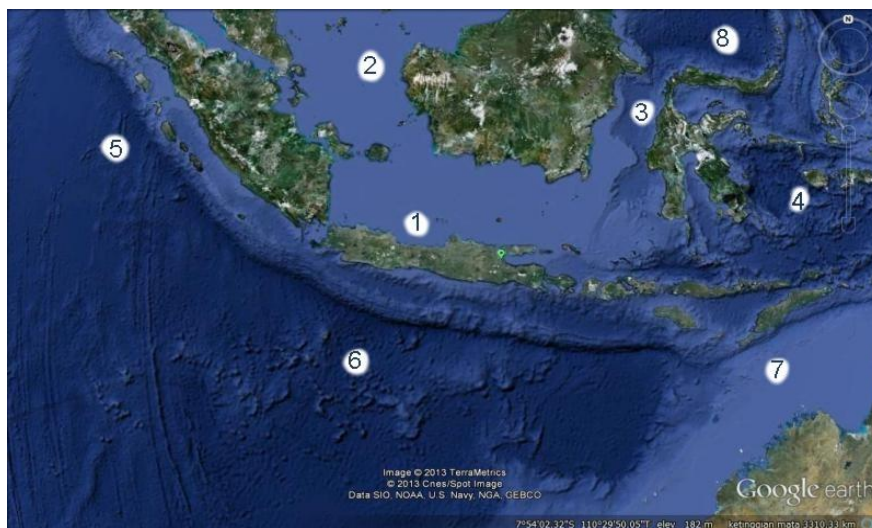 N
8
2
3
5
4
1
6
7
Image © 2013 TerraMetrics
© 2013 Cnes/Spot Image
Data SIO, NOAA, U.S. Navy, NGA, GEBCO
Google earth
7°54'02.32"S 110°29'50.05"T elev 182 m ketinggian mata 3310.33 km